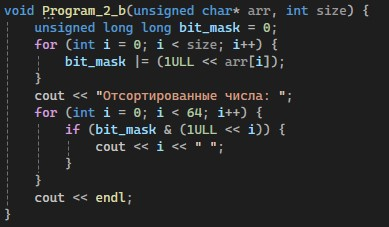 void Program_2_b(unsigned char* arr, int size) {
    unsigned long long bit_mask = 0;
    for (int i = 0; i < size; i++) {
        bit_mask |= (1ULL << arr[i]);
    }
    cout << "Отсортированные числа: ";
    for (int i = 0; i < 64; i++) {
        if (bit_mask & (1ULL << i)) {
            cout << i << " ";
        }
    }
    cout << endl;
}